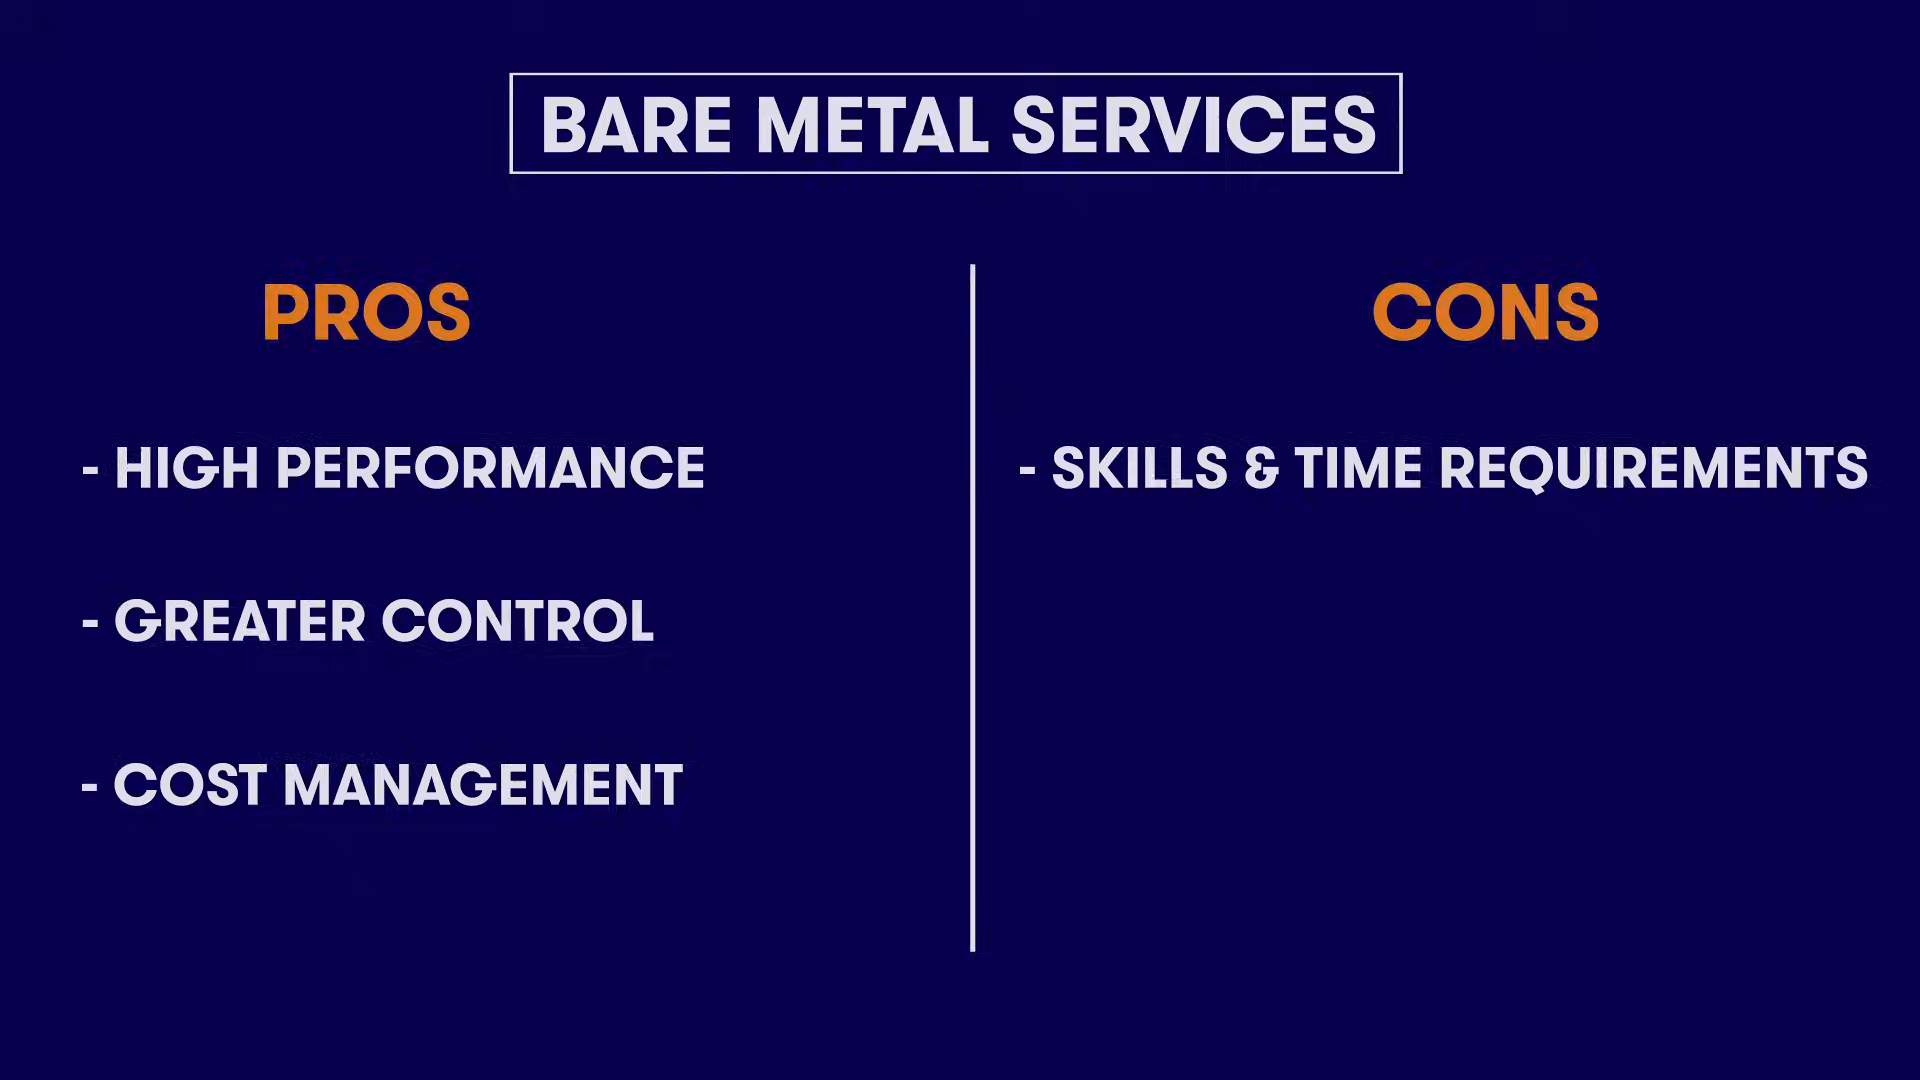 BARE METAL SERVICES
PROS
- HIGH PERFORMANCE
- GREATER CONTROL
- COST MANAGEMENT
CONS
- SKILLS & TIME REQUIREMENTS